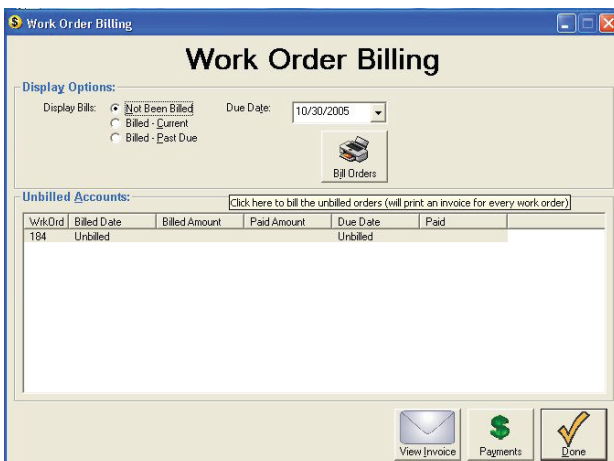 Work Order Billing
Work Order Billing
Display Options:
Display Bills: Not Been Billed Due Date: 10/30/2005
Billed - Current
Billed - Past Due
Bill Orders
Unbilled Accounts:
Click here to bill the unbilled orders (will print an invoice for every work order)
WrkOrd Billed Date Billed Amount Paid Amount Due Date Paid
184 Unbilled Unbilled
View Invoice Payments Done